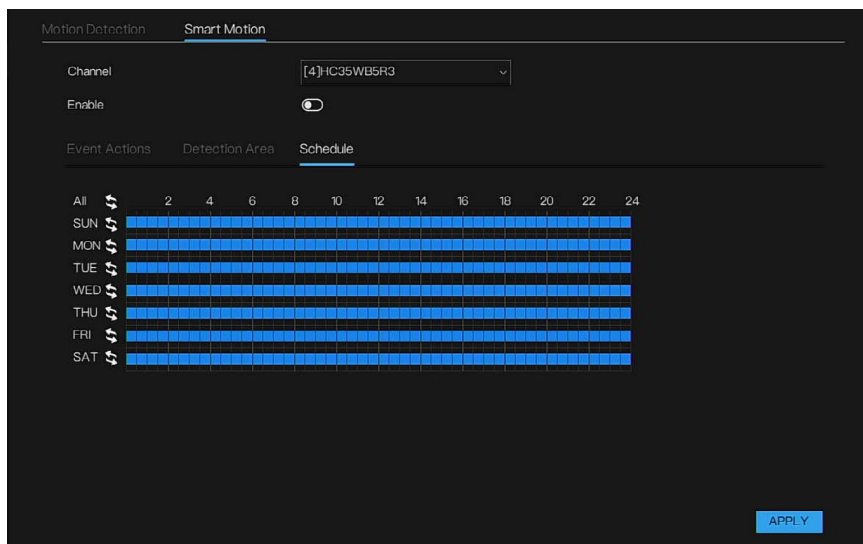 Motion Detection Smart Motion
Channel [4]HC35WB5R3
Enable
Event Actions Detection Area Schedule
All 2 4 6 8 10 12 14 16 18 20 22 24
SUN
MON
TUE
WED
THU
FRI
SAT
APPLY